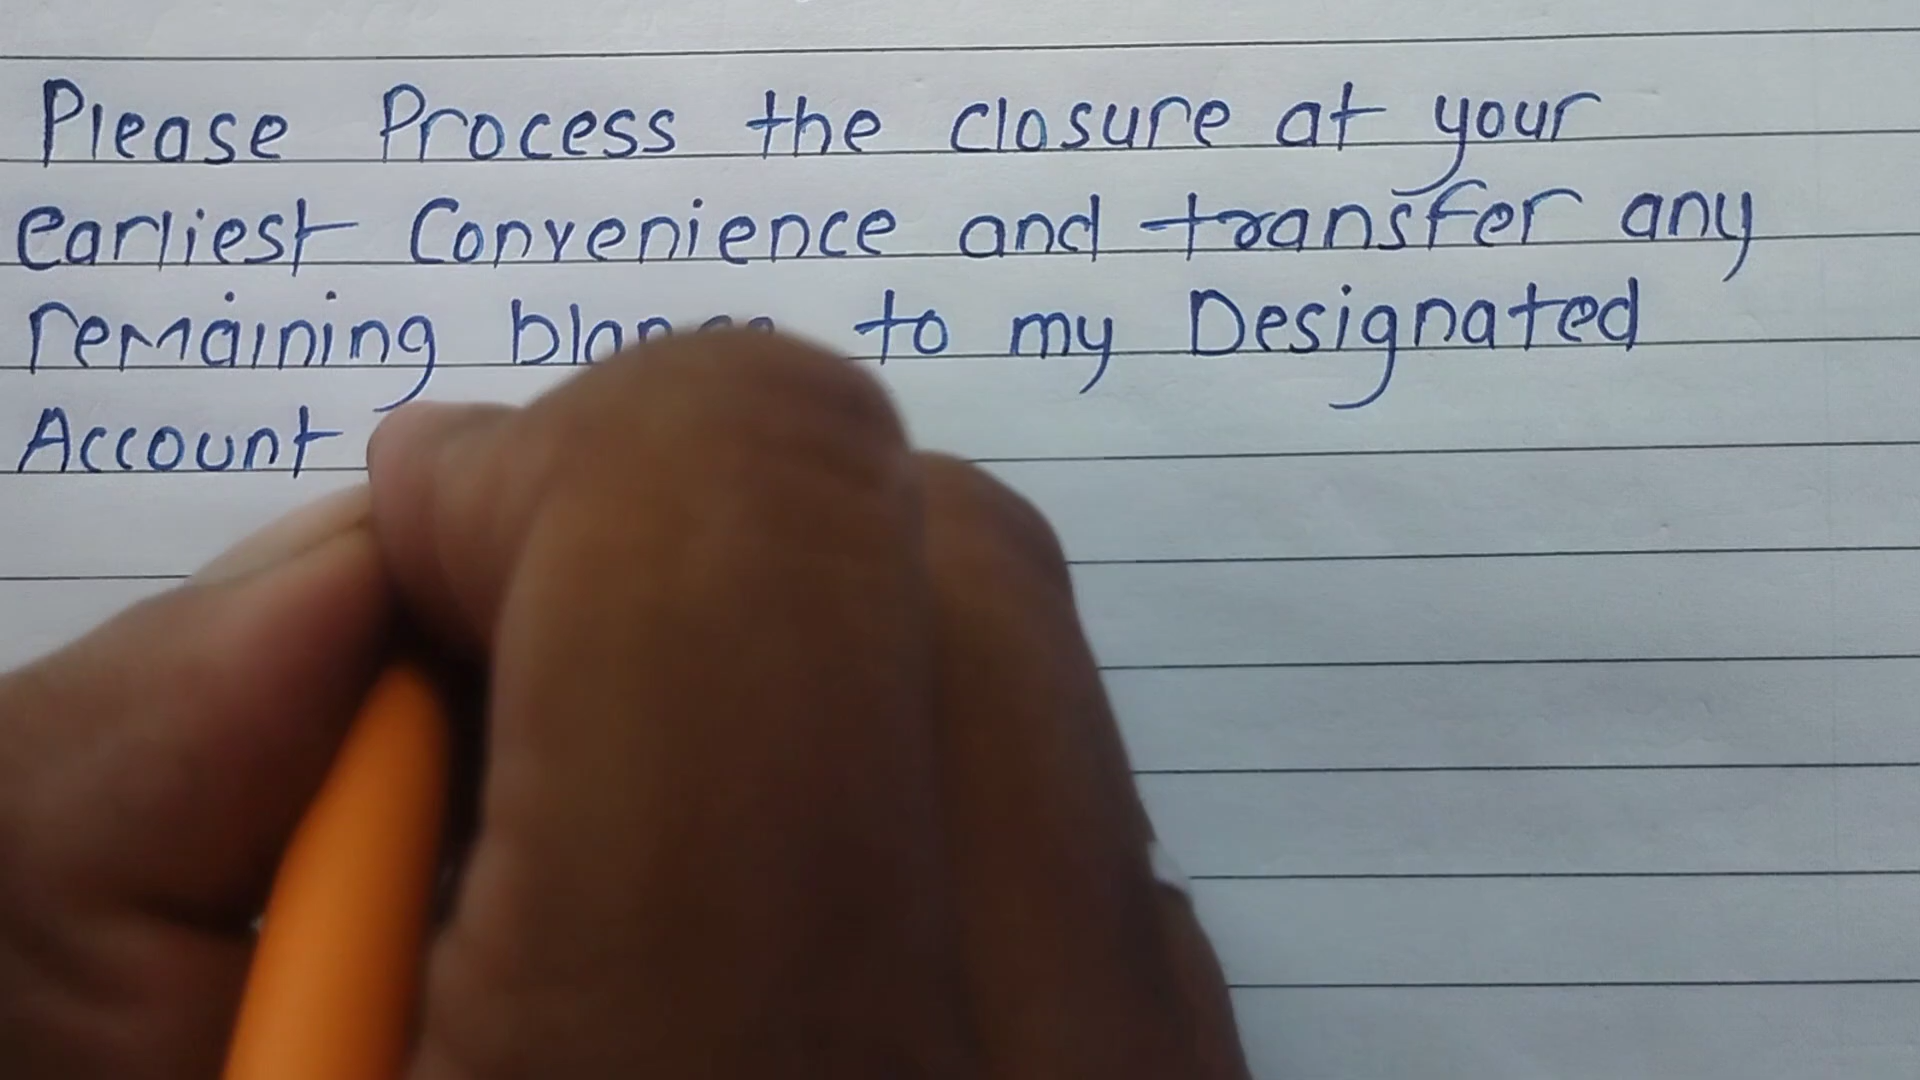 Please Process the closure at your
earliest Convenience and transfer any
remaining to my Designated
Account